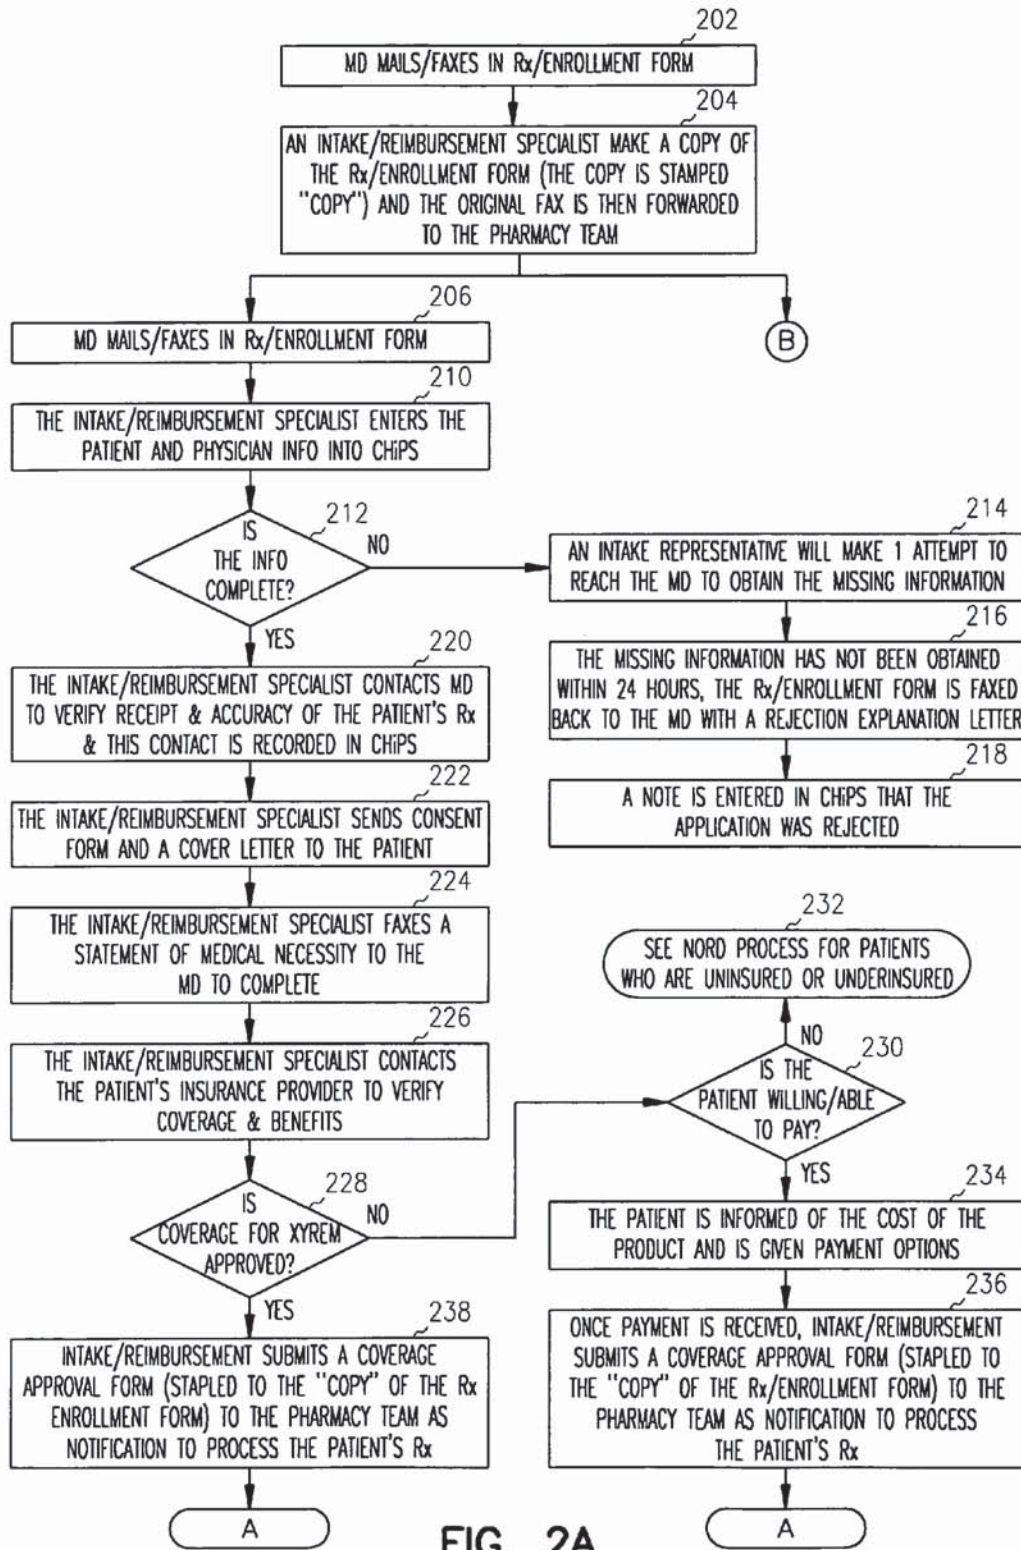 202
MD MAILS/FAXES IN Rx/ENROLLMENT FORM
204
AN INTAKE/REIMBURSEMENT SPECIALIST MAKE A COPY OF
THE Rx/ENROLLMENT FORM (THE COPY IS STAMPED
"COPY") AND THE ORIGINAL FAX IS THEN FORWARDED
TO THE PHARMACY TEAM
206
MD MAILS/FAXES IN Rx/ENROLLMENT FORM
B
210
THE INTAKE/REIMBURSEMENT SPECIALIST ENTERS THE
PATIENT AND PHYSICIAN INFO INTO CHiPS
212
IS
THE INFO
COMPLETE?
NO
YES
214
AN INTAKE REPRESENTATIVE WILL MAKE 1 ATTEMPT TO
REACH THE MD TO OBTAIN THE MISSING INFORMATION
216
THE MISSING INFORMATION HAS NOT BEEN OBTAINED
WITHIN 24 HOURS, THE Rx/ENROLLMENT FORM IS FAXED
BACK TO THE MD WITH A REJECTION EXPLANATION LETTER
218
A NOTE IS ENTERED IN CHiPS THAT THE
APPLICATION WAS REJECTED
220
THE INTAKE/REIMBURSEMENT SPECIALIST CONTACTS MD
TO VERIFY RECEIPT & ACCURACY OF THE PATIENT'S Rx
& THIS CONTACT IS RECORDED IN CHiPS
222
THE INTAKE/REIMBURSEMENT SPECIALIST SENDS CONSENT
FORM AND A COVER LETTER TO THE PATIENT
224
THE INTAKE/REIMBURSEMENT SPECIALIST FAXES A
STATEMENT OF MEDICAL NECESSITY TO THE
MD TO COMPLETE
226
THE INTAKE/REIMBURSEMENT SPECIALIST CONTACTS
THE PATIENT'S INSURANCE PROVIDER TO VERIFY
COVERAGE & BENEFITS
228
IS
COVERAGE FOR XYREM
APPROVED?
NO
YES
232
SEE NORD PROCESS FOR PATIENTS
WHO ARE UNINSURED OR UNDERINSURED
NO
230
IS THE
PATIENT WILLING/ABLE
TO PAY?
YES
234
THE PATIENT IS INFORMED OF THE COST OF THE
PRODUCT AND IS GIVEN PAYMENT OPTIONS
236
ONCE PAYMENT IS RECEIVED, INTAKE/REIMBURSEMENT
SUBMITS A COVERAGE APPROVAL FORM (STAPLED TO
THE "COPY" OF THE Rx/ENROLLMENT FORM) TO THE
PHARMACY TEAM AS NOTIFICATION TO PROCESS
THE PATIENT'S Rx
A
238
INTAKE/REIMBURSEMENT SUBMITS A COVERAGE
APPROVAL FORM (STAPLED TO THE "COPY" OF THE Rx
ENROLLMENT FORM) TO THE PHARMACY TEAM AS
NOTIFICATION TO PROCESS THE PATIENT'S Rx
A
FIG. 2A